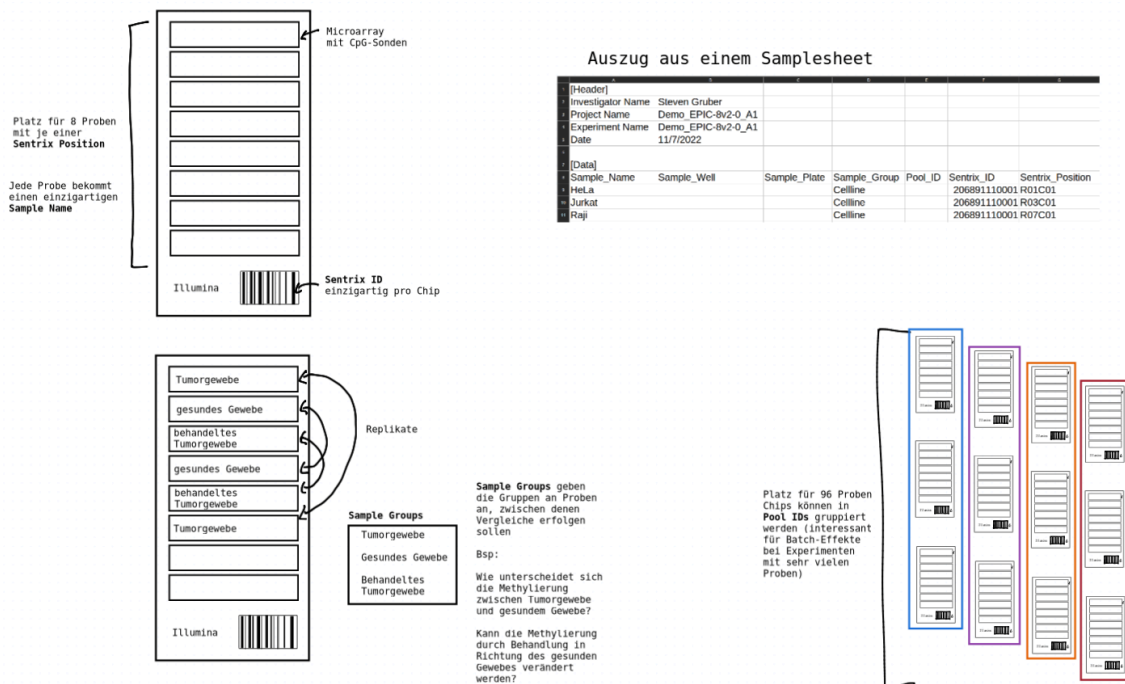 Microarray
mit CpG-Sonden
Platz für 8 Proben
mit je einer
Sentrix Position
Jede Probe bekommt
einen einzigartigen
Sample Name
Illumina
Sentrix ID
einzigartig pro Chip
Auszug aus einem Samplesheet
[Header]
Investigator Name Steven Gruber
Project Name Demo_EPIC-8v2-0_A1
Experiment Name Demo_EPIC-8v2-0_A1
Date 11/7/2022
[Data]
Sample_Name Sample_Well Sample_Plate Sample_Group Pool_ID Sentrix_ID Sentrix_Position
HeLa Cellline 206891110001 R01C01
Jurkat Cellline 206891110001 R03C01
Raji Cellline 206891110001 R07C01
Tumorgewebe
gesundes Gewebe
behandeltes
Tumorgewebe
gesundes Gewebe
behandeltes
Tumorgewebe
Tumorgewebe
Illumina
Replikate
Sample Groups
Tumorgewebe
Gesundes Gewebe
Behandeltes
Tumorgewebe
Sample Groups geben
die Gruppen an Proben
an, zwischen denen
Vergleiche erfolgen
sollen
Bsp:
Wie unterscheidet sich
die Methylierung
zwischen Tumorgewebe
und gesundem Gewebe?
Kann die Methylierung
durch Behandlung in
Richtung des gesunden
Gewebes verändert
werden?
Platz für 96 Proben
Chips können in
Pool IDs gruppiert
werden (interessant
für Batch-Effekte
bei Experimenten
mit sehr vielen
Proben)